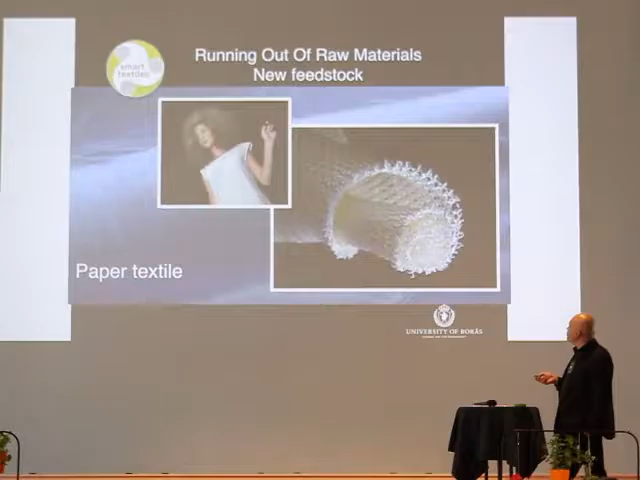 smart
textiles
Running Out Of Raw Materials
New feedstock
Paper textile
UNIVERSITY OF BORÅS